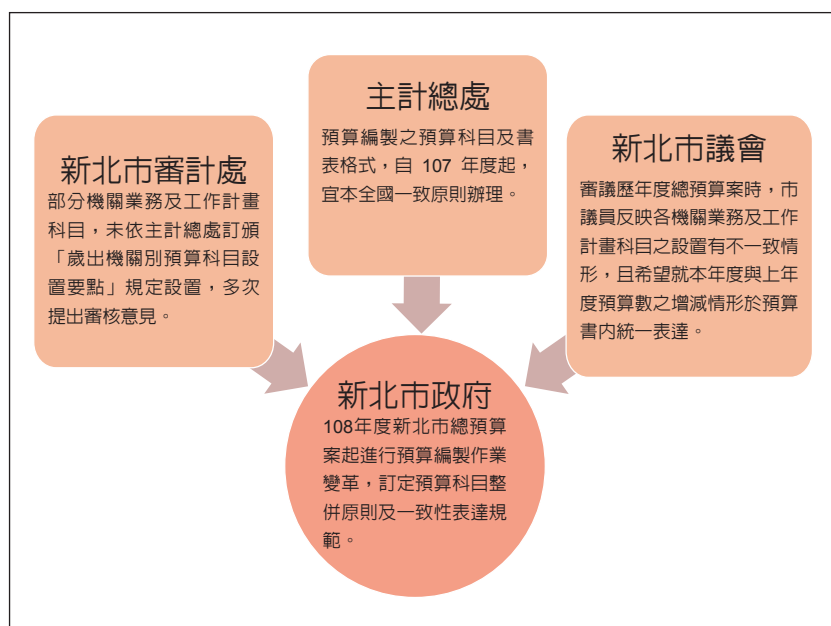 新北市審計處
部分機關業務及工作計畫
科目，未依主計總處訂頒
「歲出機關別預算科目設
置要點」規定設置，多次
提出審核意見。
主計總處
預算編製之預算科目及書
表格式，自 107 年度起，
宜本全國一致原則辦理。
新北市議會
審議歷年度總預算案時，市
議員反映各機關業務及工作
計畫科目之設置有不一致情
形，且希望就本年度與上年
度預算數之增減情形於預算
書內統一表達。
新北市政府
108年度新北市總預算
案起進行預算編製作業
變革，訂定預算科目整
併原則及一致性表達規
範。